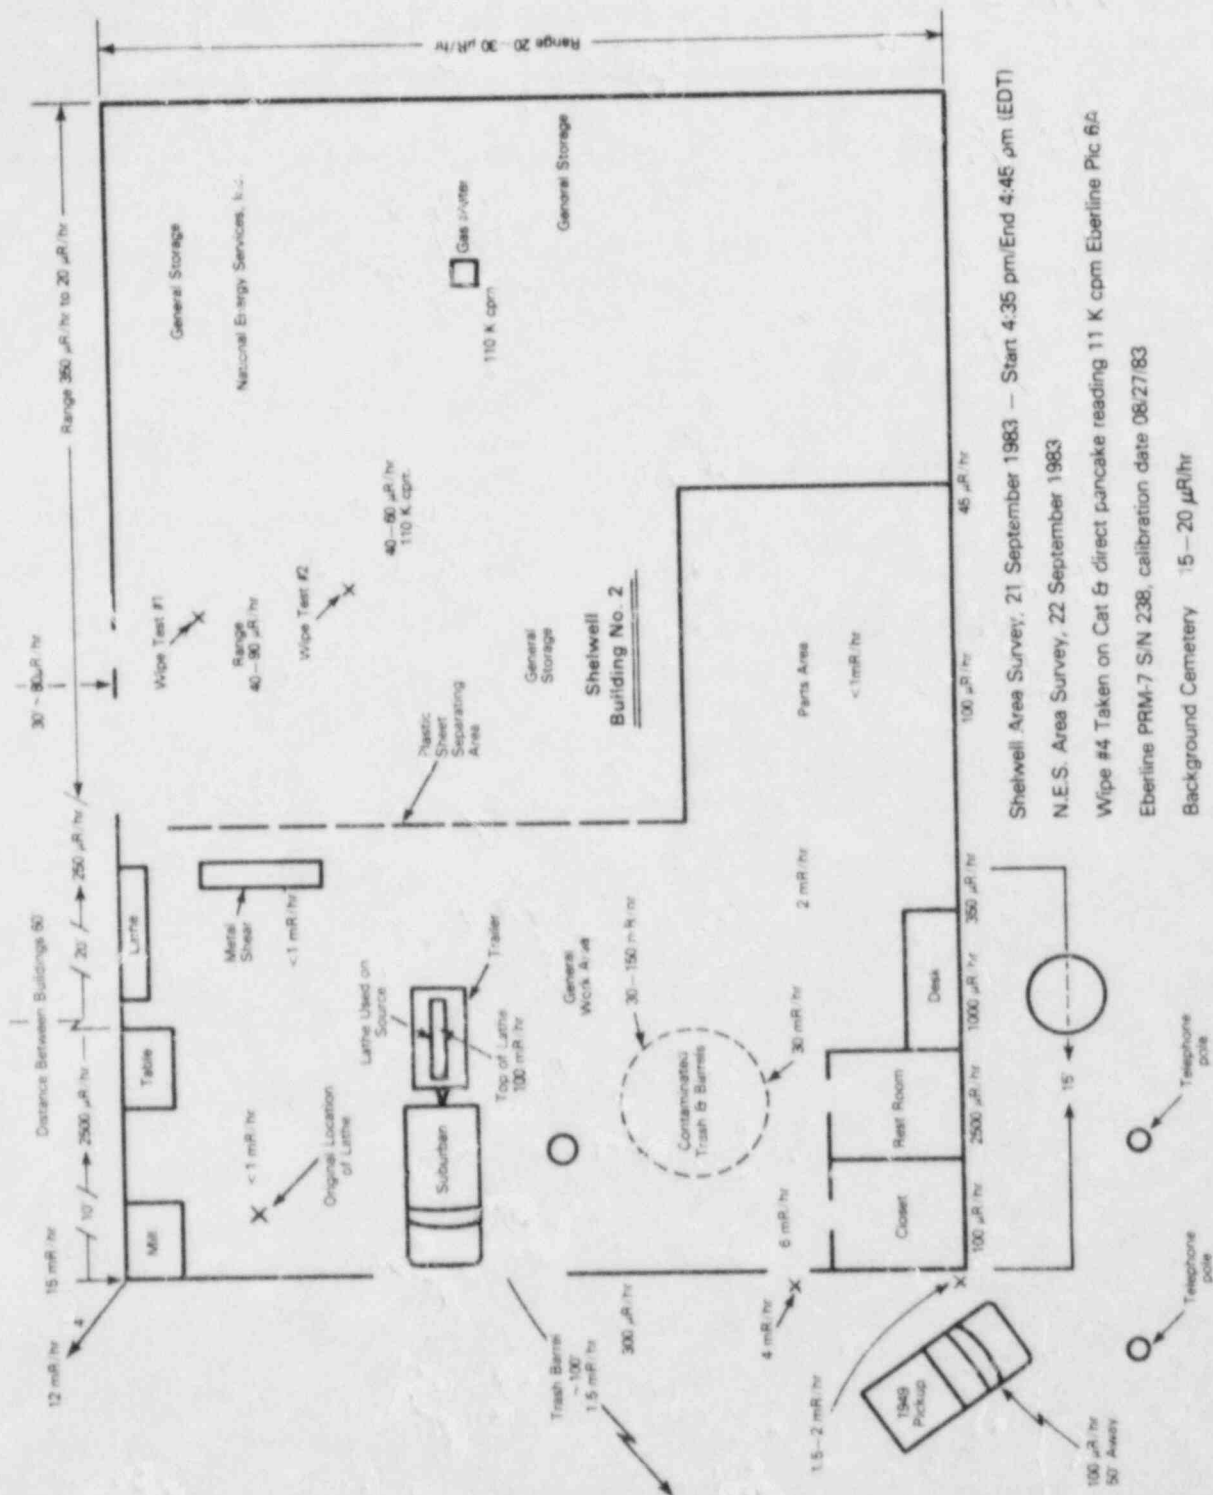 Distance Between Buildings 60
30' ~ 80µR/hr
Range 350 µR/hr to 20 µR/hr
12 mR/hr
4
15 mR/hr
10'
2500 µR/hr
20'
250 µR/hr
Mill
Table
Lathe
Wipe Test #1
General Storage
National Energy Services,
Range 20–30 µR/hr
<1 mR/hr
Original Location
of Lathe
Metal
Shear
<1 mR/hr
Range
40–90 µR/hr
Wipe Test #2
Lathe Used on
Source
Trailer
Top of Lathe
100 mR/hr
Suburban
Plastic
Sheet
Separating
Area
40–60 µR/hr
110 K cpm
Gas
110 K cpm
General Storage
Trash Barrel
~100'
1.5 mR/hr
General
Work Area
General
Storage
Shelwell
Building No. 2
300 µR/hr
30–150
Contaminated
Trash & Barrels
30 mR/hr
2 mR/hr
Parts Area
<1mR/hr
4 mR/hr
6 mR/hr
Closet
Rest Room
Desk
1.5–2 mR/hr
100 µR/hr
2500 µR/hr
1000 µR/hr
350 µR/hr
100 µR/hr
45 µR/hr
1949
Pickup
15'
100 µR/hr
50' Away
Telephone
pole
Telephone
pole
Shelwell Area Survey, 21 September 1983 — Start 4:35 pm/End 4:45 pm (EDT)
N.E.S. Area Survey, 22 September 1983
Wipe #4 Taken on Cat & direct pancake reading 11 K cpm Eberline Pic 6A
Eberline PRM-7 S/N 238, calibration date 08/27/83
Background Cemetery 15–20 µR/hr